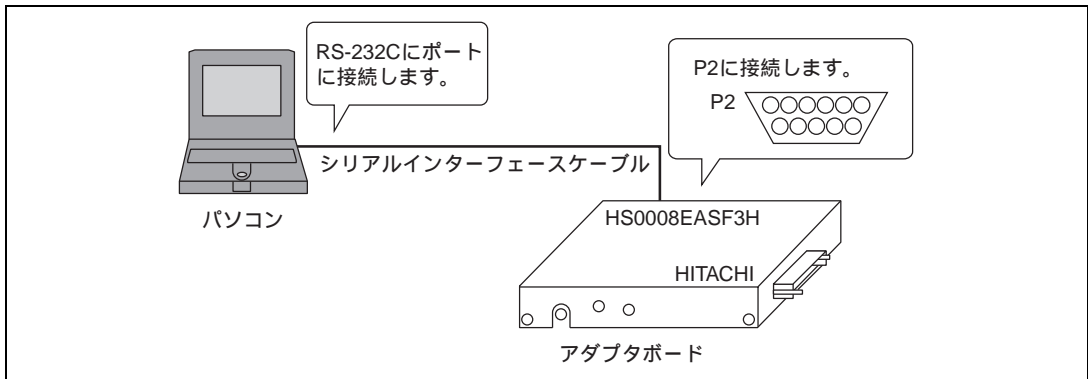 RS-232Cにポート
に接続します。
P2に接続します。
P2
シリアルインターフェースケーブル
パソコン
HS0008EASF3H
HITACHI
アダプタボード